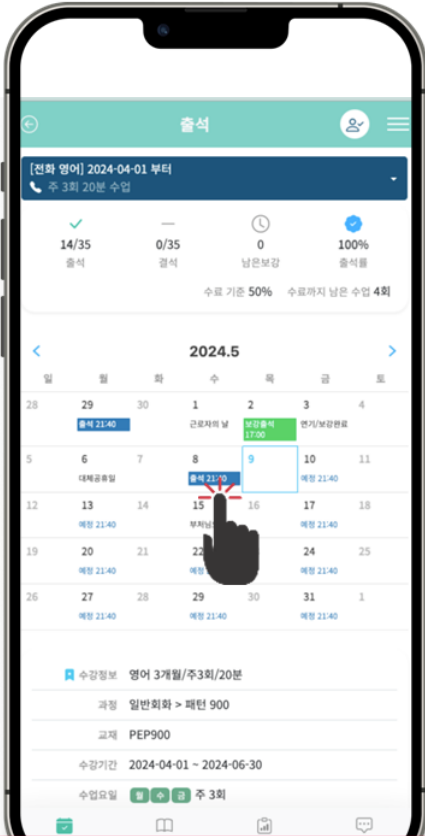 출석
[전화 영어] 2024-04-01 부터
주 3회 20분 수업
14/35 0/35 0 100%
출석 결석 남은보강 출석률
수료 기준 50% 수료까지 남은 수업 4회
2024.5
일 월 화 수 목 금 토
28 29 30 1 2 3 4
출석 21:40 근로자의 날 보강출석 연기/보강완료
17:00
5 6 7 8 9 10 11
대체공휴일 출석 21:40 예정 21:40
12 13 14 15 16 17 18
예정 21:40 예정 21:40
19 20 21 22 24 25
예정 21:40 예정 21:40
26 27 28 29 30 31 1
예정 21:40 예정 21:40 예정 21:40
수강정보 영어 3개월/주3회/20분
과정 일반회화 > 패턴 900
교재 PEP900
수강기간 2024-04-01 ~ 2024-06-30
수업요일 월 수 금 주 3회